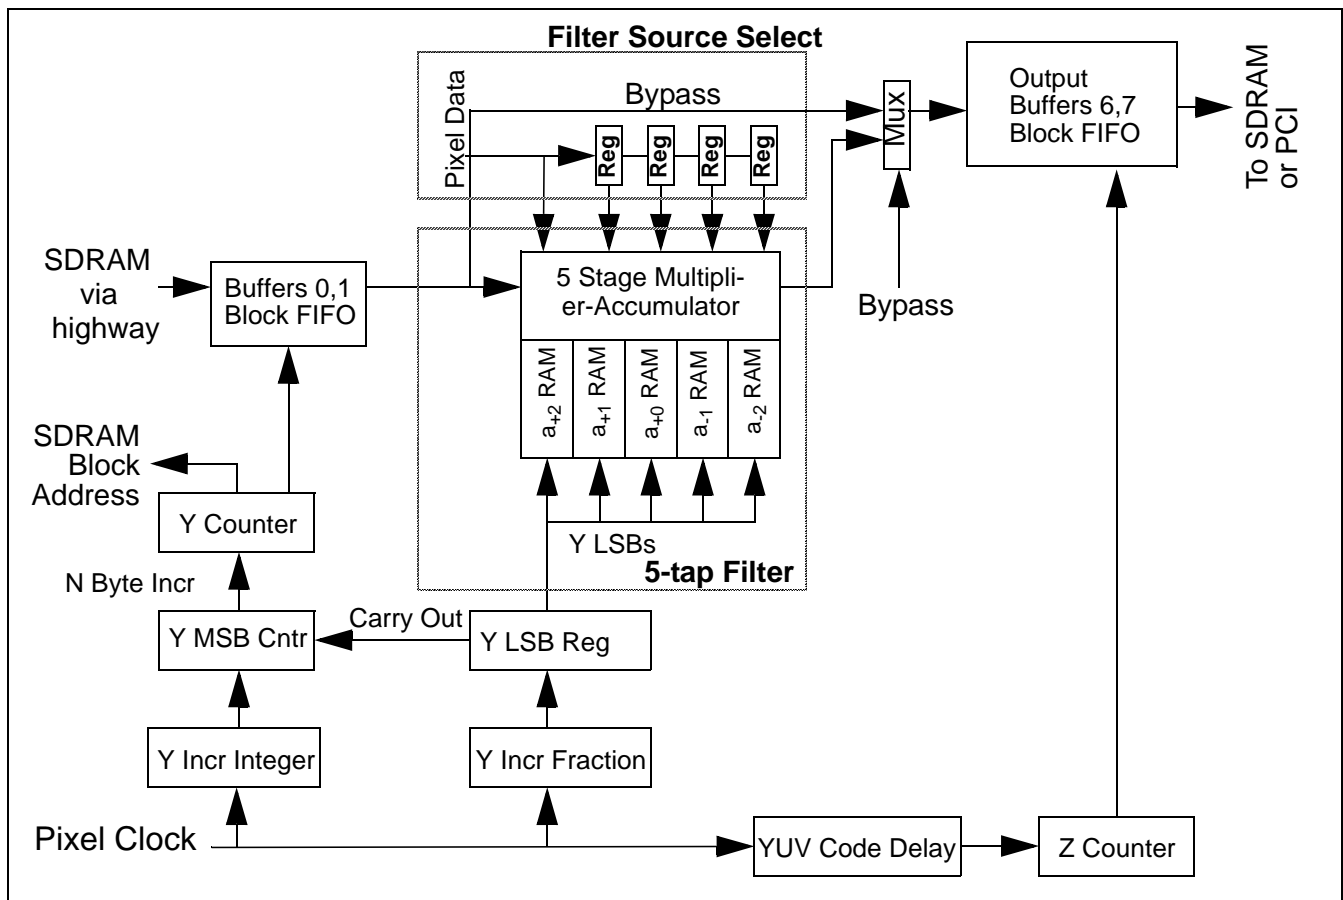 Filter Source Select
Pixel Data
Bypass
Reg
Reg
Reg
Reg
Mux
Output
Buffers 6,7
Block FIFO
To SDRAM
or PCI
SDRAM
via
highway
Buffers 0,1
Block FIFO
5 Stage Multipli-
er-Accumulator
Bypass
a+2 RAM
a+1 RAM
a+0 RAM
a-1 RAM
a-2 RAM
SDRAM
Block
Address
Y Counter
Y LSBs
5-tap Filter
N Byte Incr
Y MSB Cntr
Carry Out
Y LSB Reg
Y Incr Integer
Y Incr Fraction
Pixel Clock
YUV Code Delay
Z Counter